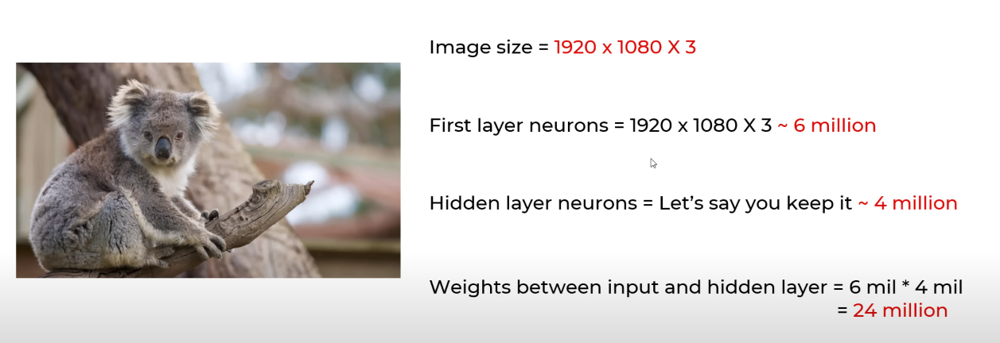 Image size = 1920 x 1080 X 3
First layer neurons = 1920 x 1080 X 3 ~ 6 million
Hidden layer neurons = Let’s say you keep it ~ 4 million
Weights between input and hidden layer = 6 mil * 4 mil
= 24 million